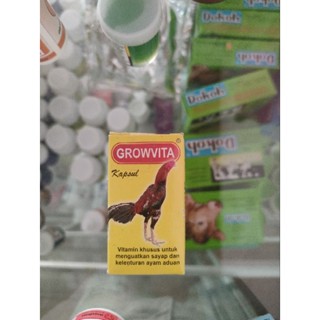 Dokoh
Dokoh
Dokoh
GROWVITA
Kapsul
Vitamin khusus untuk
menguatkan sayap dan
kelenturan ayam aduan